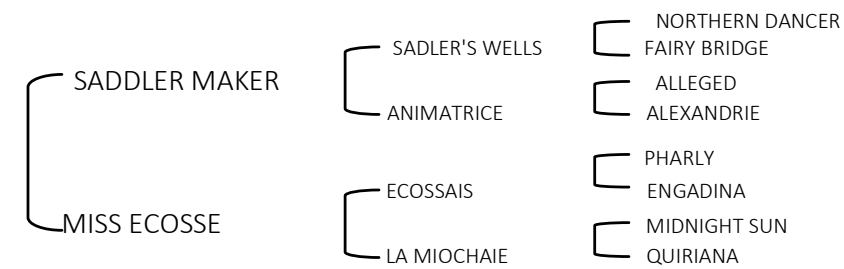 NORTHERN DANCER
SADLER'S WELLS
FAIRY BRIDGE
SADDLER MAKER
ALLEGED
ANIMATRICE
ALEXANDRIE
PHARLY
ECOSSAIS
ENGADINA
MISS ECOSSE
MIDNIGHT SUN
LA MIOCHAIE
QUIRIANA